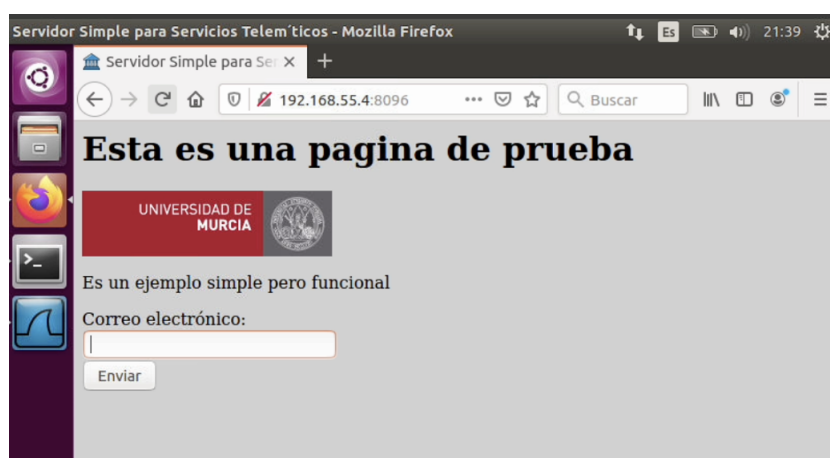 Servidor Simple para Servicios Telem´ticos - Mozilla Firefox
Es
21:39
Servidor Simple para Ser
192.168.55.4:8096
Buscar
Esta es una pagina de prueba
UNIVERSIDAD DE
MURCIA
Es un ejemplo simple pero funcional
Correo electrónico:
Enviar